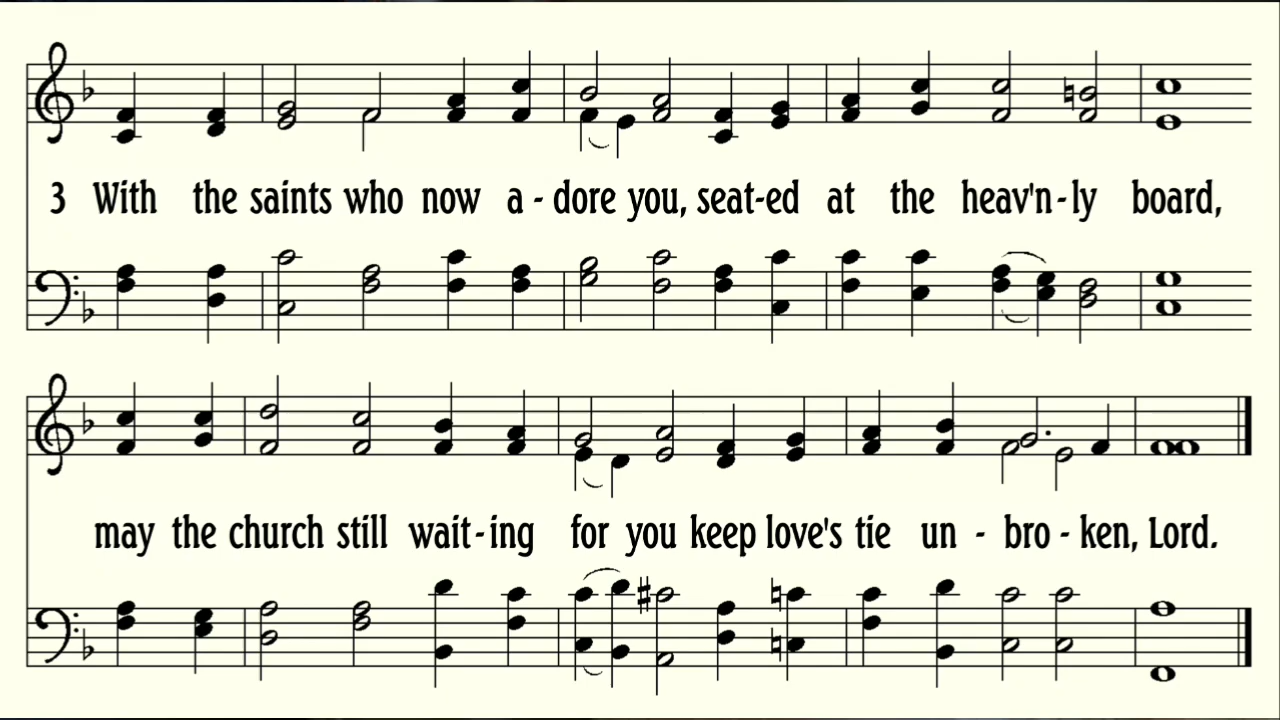 3 With the saints who now a - dore you, seat-ed at the heav'n - ly board,
may the church still wait - ing for you keep love's tie un - bro - ken, Lord.